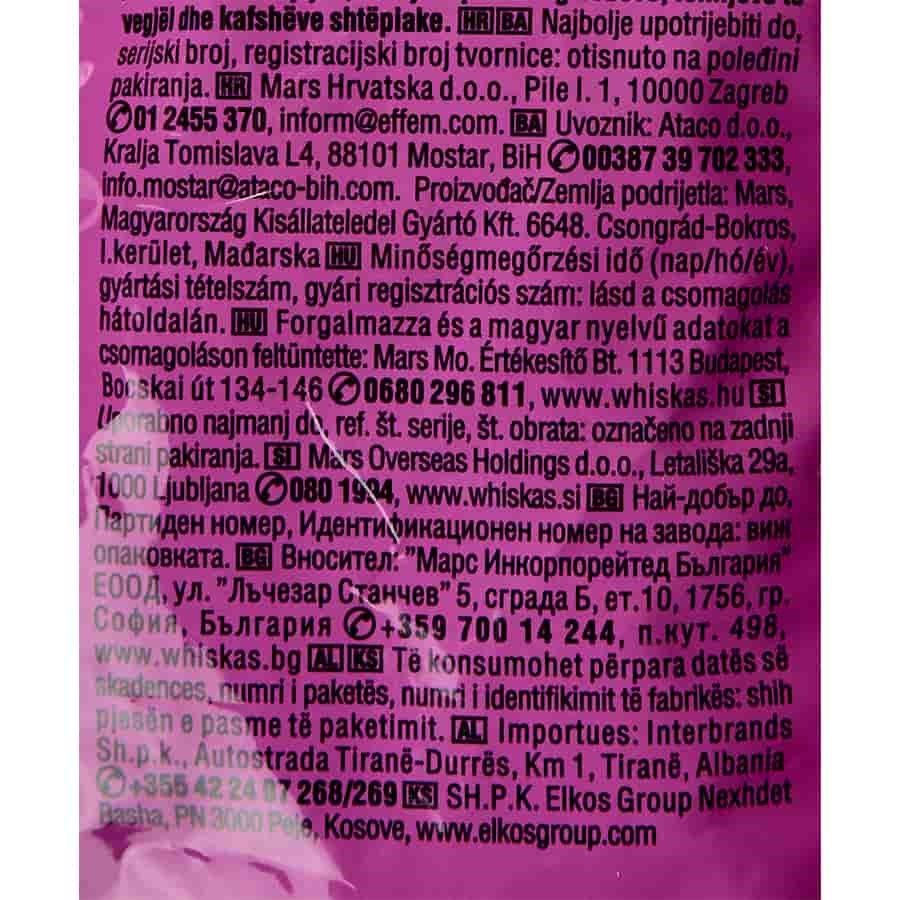 vegjël dhe kafshëve shtëplake. HR BA Najbolje upotrijebiti do,
serijski broj, registracijski broj tvornice: otisnuto na poleđini
pakiranja. HR Mars Hrvatska d.o.o., Pile I. 1, 10000 Zagreb
✆01 2455 370, inform@effem.com. BA Uvoznik: Ataco d.o.o.,
Kralja Tomislava L4, 88101 Mostar, BiH ✆00387 39 702 333,
info.mostar@ataco-bih.com. Proizvođač/Zemlja podrijetla: Mars,
Magyarország Kisállateledel Gyártó Kft. 6648. Csongrád-Bokros,
I.kerület, Mađarska HU Minőségmegőrzési idő (nap/hó/év),
gyártási tételszám, gyári regisztrációs szám: lásd a csomagolás
hátoldalán. HU Forgalmazza és a magyar nyelvű adatokat a
csomagoláson feltüntette: Mars Mo. Értékesítő Bt. 1113 Budapest,
Bocskai út 134-146 ✆0680 296 811, www.whiskas.hu SI
Uporabno najmanj do, ref. št. serije, št. obrata: označeno na zadnji
strani pakiranja. SI Mars Overseas Holdings d.o.o., Letališka 29a,
1000 Ljubljana ✆080 1994, www.whiskas.si BG Най-добър до,
Партиден номер, Идентификационен номер на завода: виж
опаковката. BG Вносител: "Марс Инкорпорейтед България"
ЕООД, ул. "Лъчезар Станчев" 5, сграда Б, ет.10, 1756, гр.
София, България ✆+359 700 14 244, п.кут. 498,
www.whiskas.bg AL KS Të konsumohet përpara datës së
skadences, numri i paketës, numri i identifikimit të fabrikës: shih
pjesën e pasme të paketimit. AL Importues: Interbrands
Sh.p.k., Autostrada Tiranë-Durrës, Km 1, Tiranë, Albania
✆+355 42 24 07 268/269 KS SH.P.K. Elkos Group Nexhdet
Basha, PN 3000 Peje, Kosove, www.elkosgroup.com